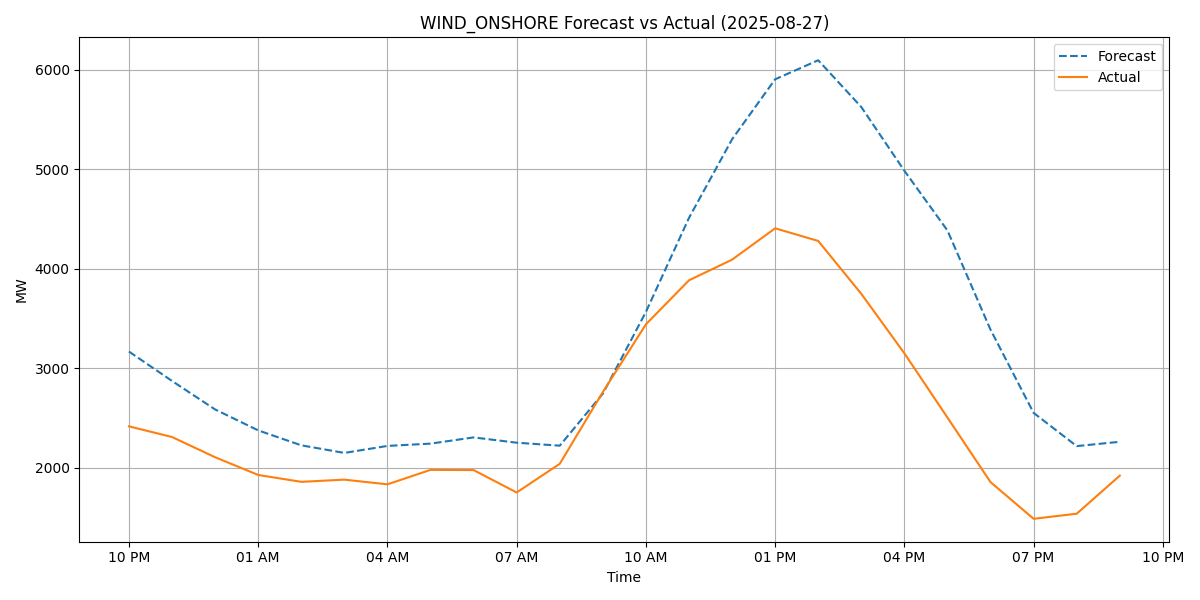 WIND_ONSHORE Forecast vs Actual (2025-08-27)
Forecast
Actual
6000
5000
4000
3000
2000
MW
10 PM 01 AM 04 AM 07 AM 10 AM 01 PM 04 PM 07 PM 10 PM
Time